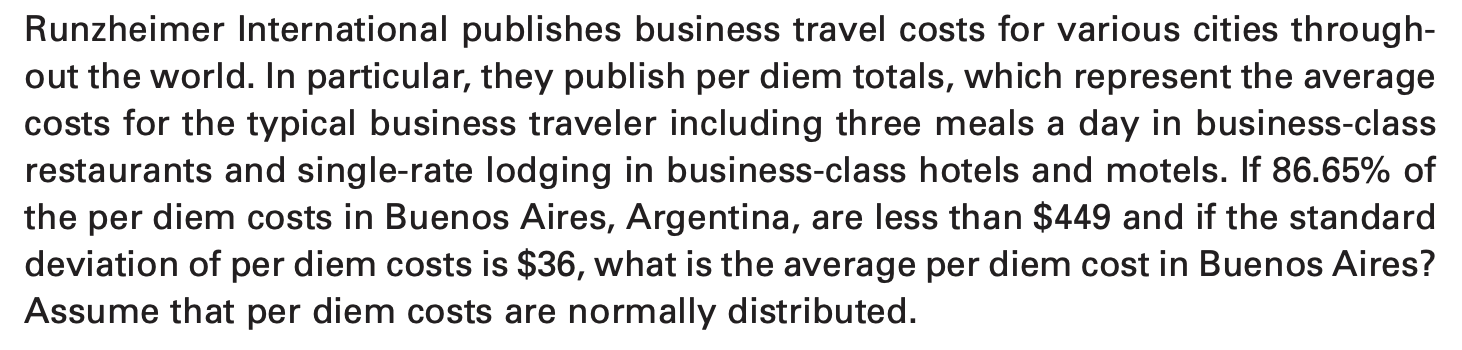 Runzheimer International publishes business travel costs for various cities through-
out the world. In particular, they publish per diem totals, which represent the average
costs for the typical business traveler including three meals a day in business-class
restaurants and single-rate lodging in business-class hotels and motels. If 86.65% of
the per diem costs in Buenos Aires, Argentina, are less than $449 and if the standard
deviation of per diem costs is $36, what is the average per diem cost in Buenos Aires?
Assume that per diem costs are normally distributed.